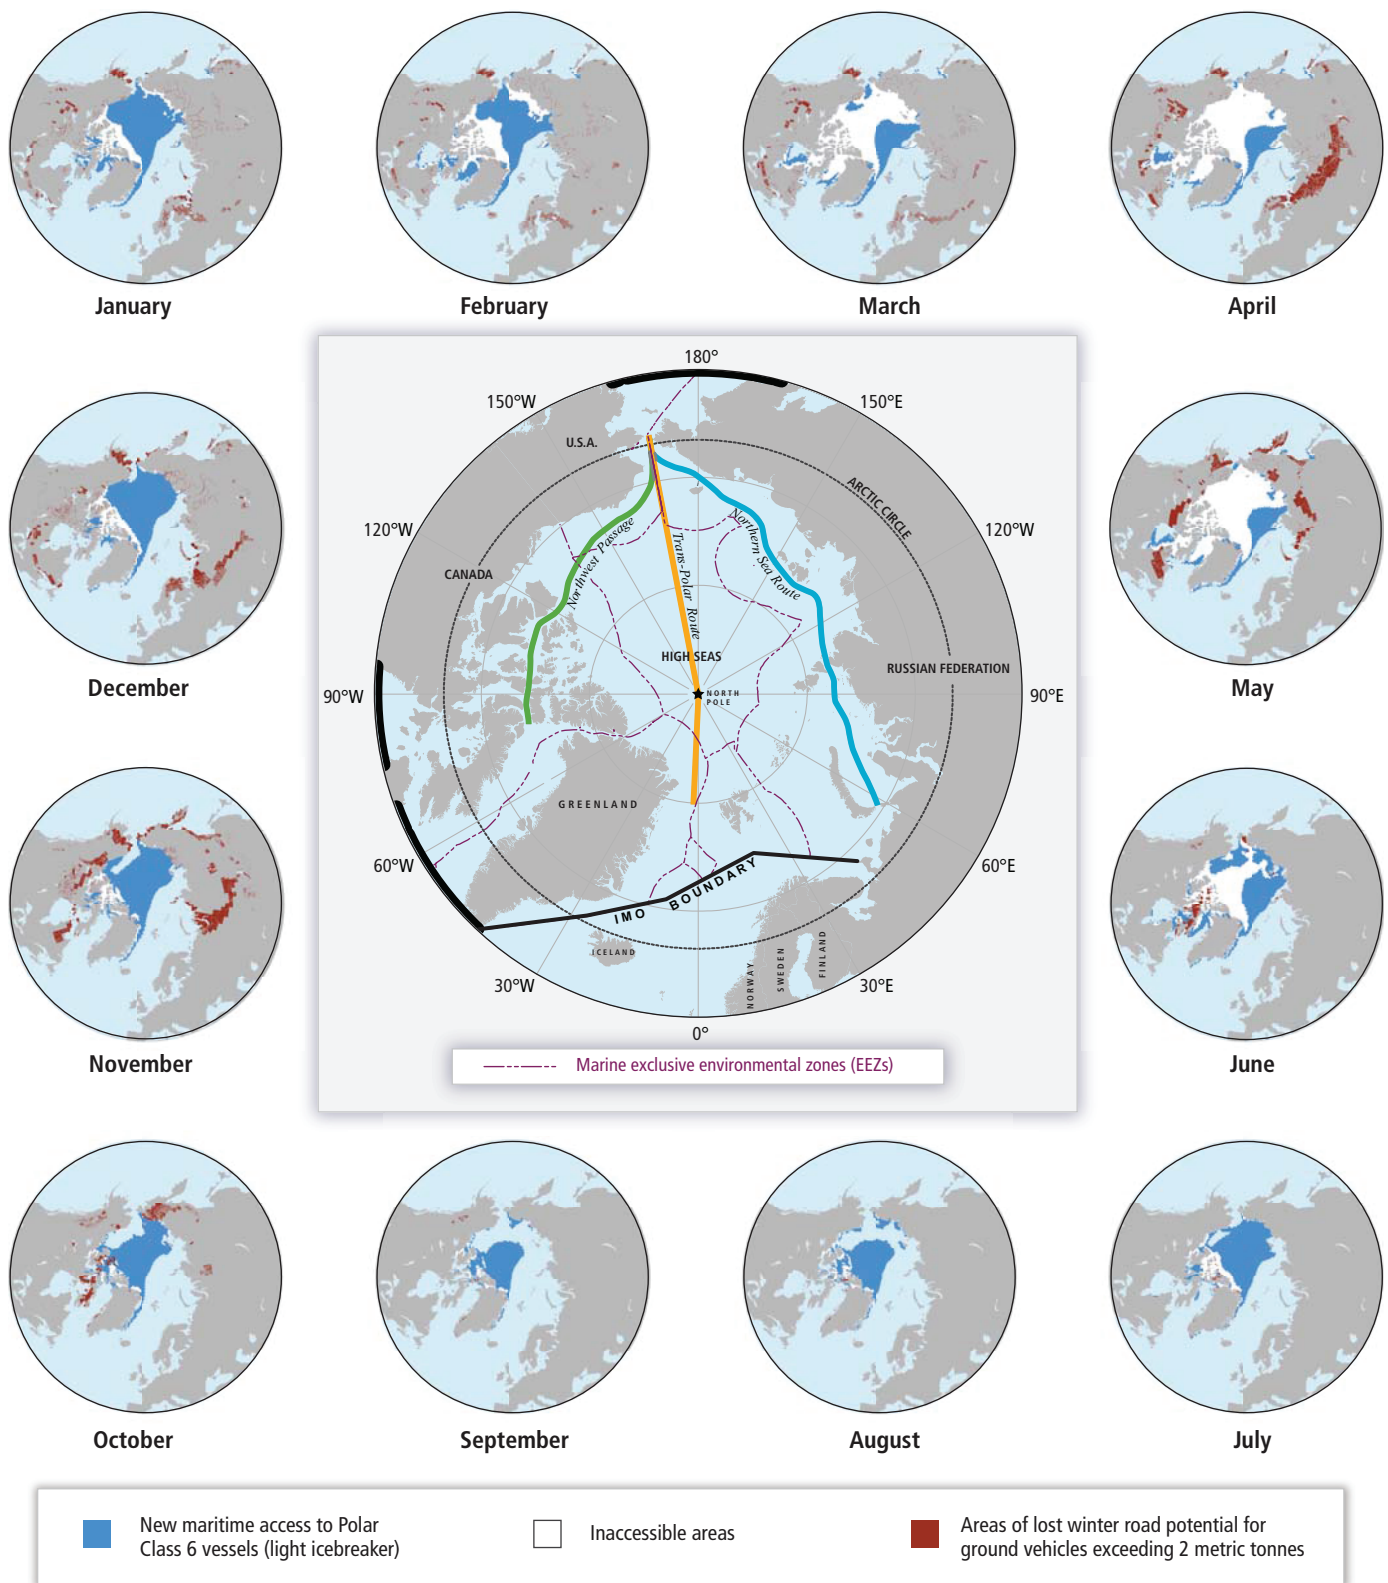 January
February
March
April
180°
150°W
150°E
U.S.A.
ARCTIC CIRCLE
120°W
120°W
Northwest Passage
Trans-Polar Route
Northern Sea Route
CANADA
HIGH SEAS
RUSSIAN FEDERATION
December
May
90°W
NORTH
POLE
90°E
GREENLAND
60°W
60°E
IMO BOUNDARY
ICELAND
NORWAY
SWEDEN
FINLAND
30°W
30°E
0°
November
June
Marine exclusive environmental zones (EEZs)
October
September
August
July
New maritime access to Polar
Class 6 vessels (light icebreaker)
Inaccessible areas
Areas of lost winter road potential for
ground vehicles exceeding 2 metric tonnes